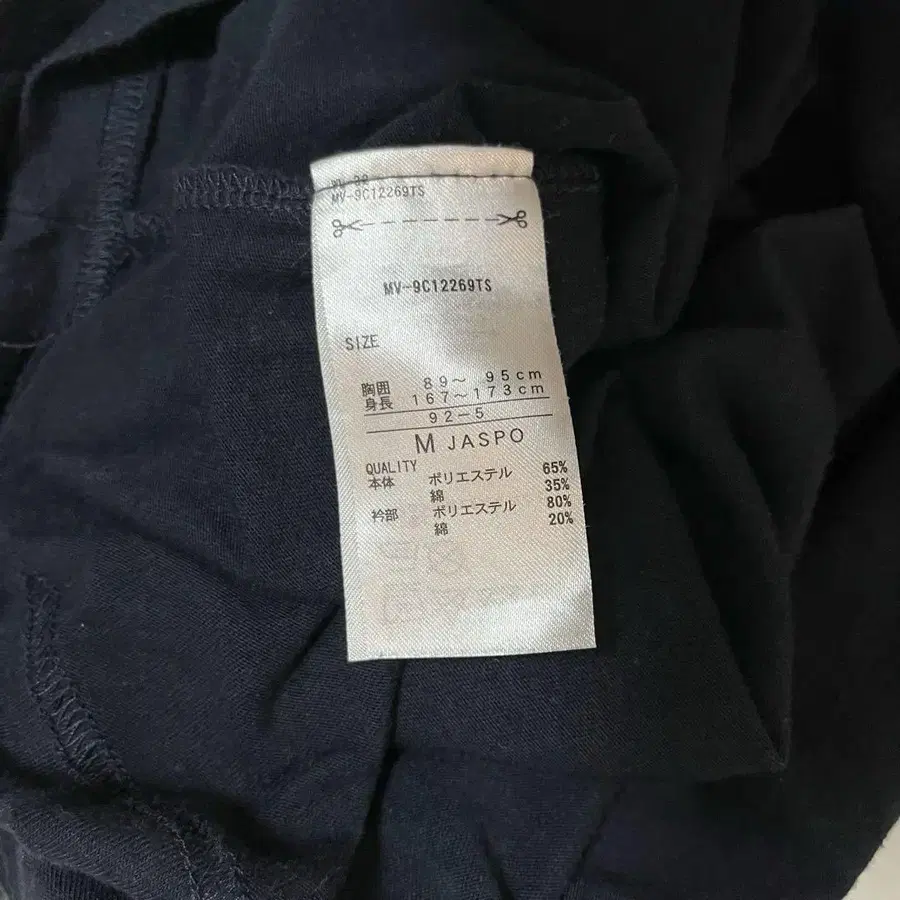 MV-9C12269TS
MV-9C12269TS
SIZE
胸囲 89～ 95cm
身長 167～173cm
92-5
M JASPO
QUALITY
本体 ポリエステル 65%
綿 35%
衿部 ポリエステル 80%
綿 20%